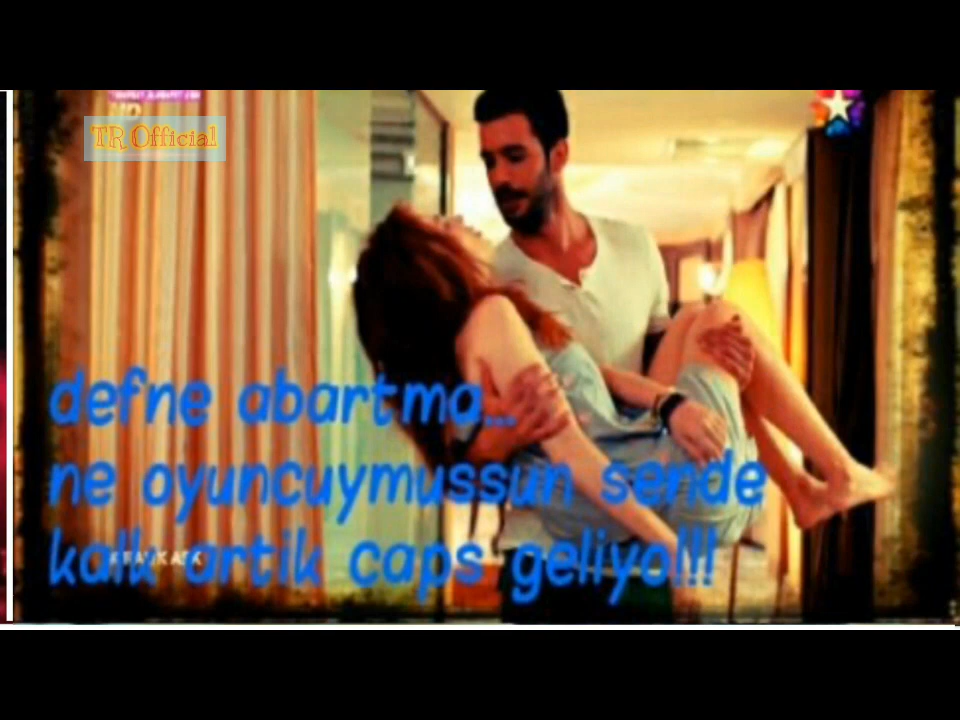 TR Official
defne abartma...
ne oyuncuymussun sende
kalk artik caps geliyo!!!